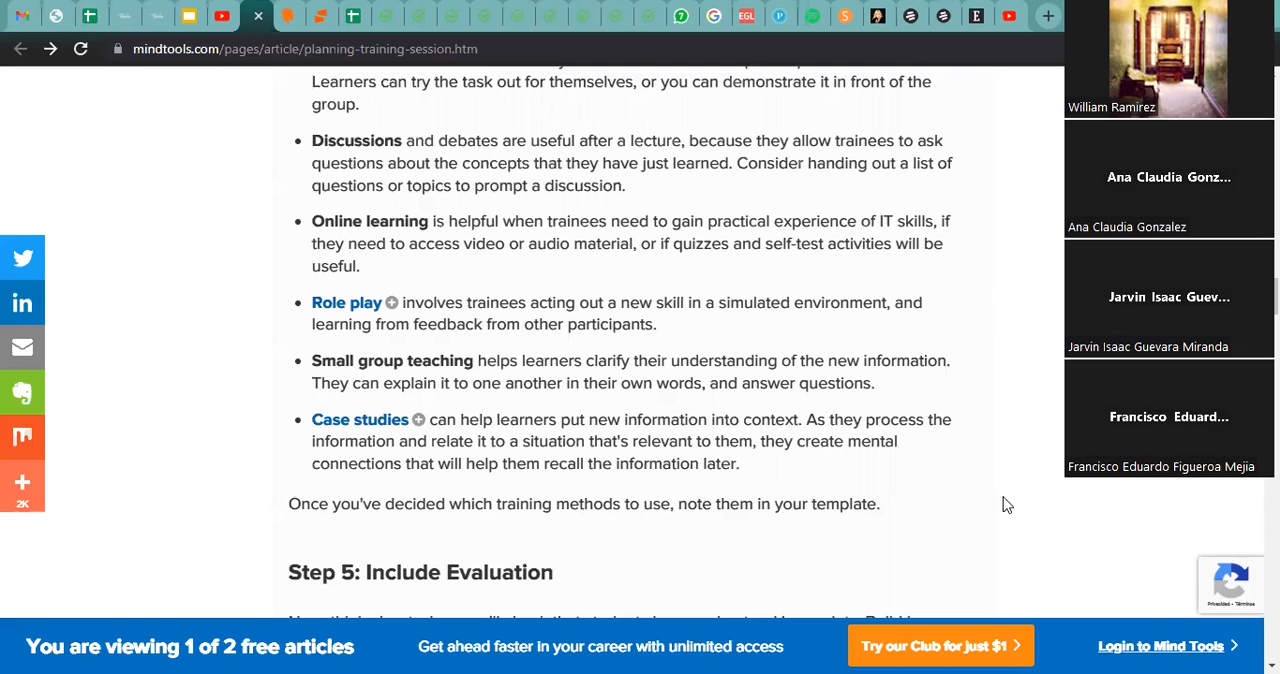 mindtools.com/pages/article/planning-training-session.htm
Learners can try the task out for themselves, or you can demonstrate it in front of the
group.
• Discussions and debates are useful after a lecture, because they allow trainees to ask
questions about the concepts that they have just learned. Consider handing out a list of
questions or topics to prompt a discussion.
• Online learning is helpful when trainees need to gain practical experience of IT skills, if
they need to access video or audio material, or if quizzes and self-test activities will be
useful.
• Role play involves trainees acting out a new skill in a simulated environment, and
learning from feedback from other participants.
• Small group teaching helps learners clarify their understanding of the new information.
They can explain it to one another in their own words, and answer questions.
• Case studies can help learners put new information into context. As they process the
information and relate it to a situation that's relevant to them, they create mental
connections that will help them recall the information later.
Once you've decided which training methods to use, note them in your template.
Step 5: Include Evaluation
2K
William Ramirez
Ana Claudia Gonz...
Ana Claudia Gonzalez
Jarvin Isaac Guev...
Jarvin Isaac Guevara Miranda
Francisco Eduard...
Francisco Eduardo Figueroa Mejia
Privacidad - Términos
You are viewing 1 of 2 free articles
Get ahead faster in your career with unlimited access
Try our Club for just $1
Login to Mind Tools